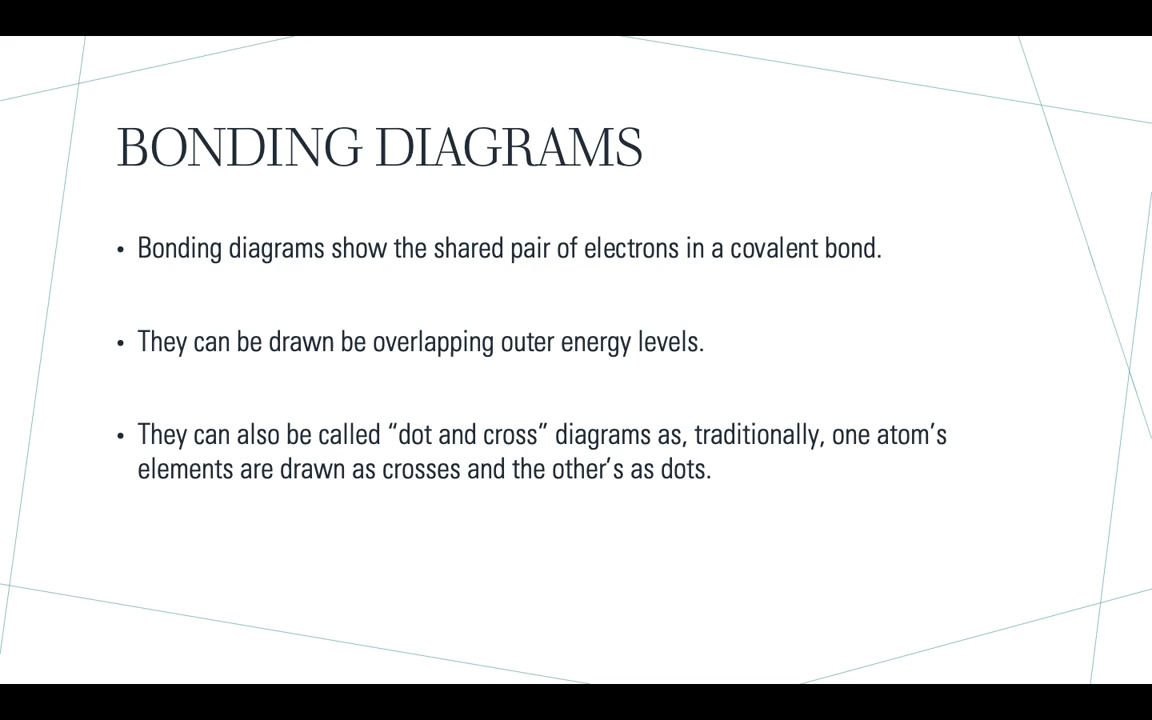 BONDING DIAGRAMS
• Bonding diagrams show the shared pair of electrons in a covalent bond.
• They can be drawn be overlapping outer energy levels.
• They can also be called “dot and cross” diagrams as, traditionally, one atom’s
elements are drawn as crosses and the other’s as dots.